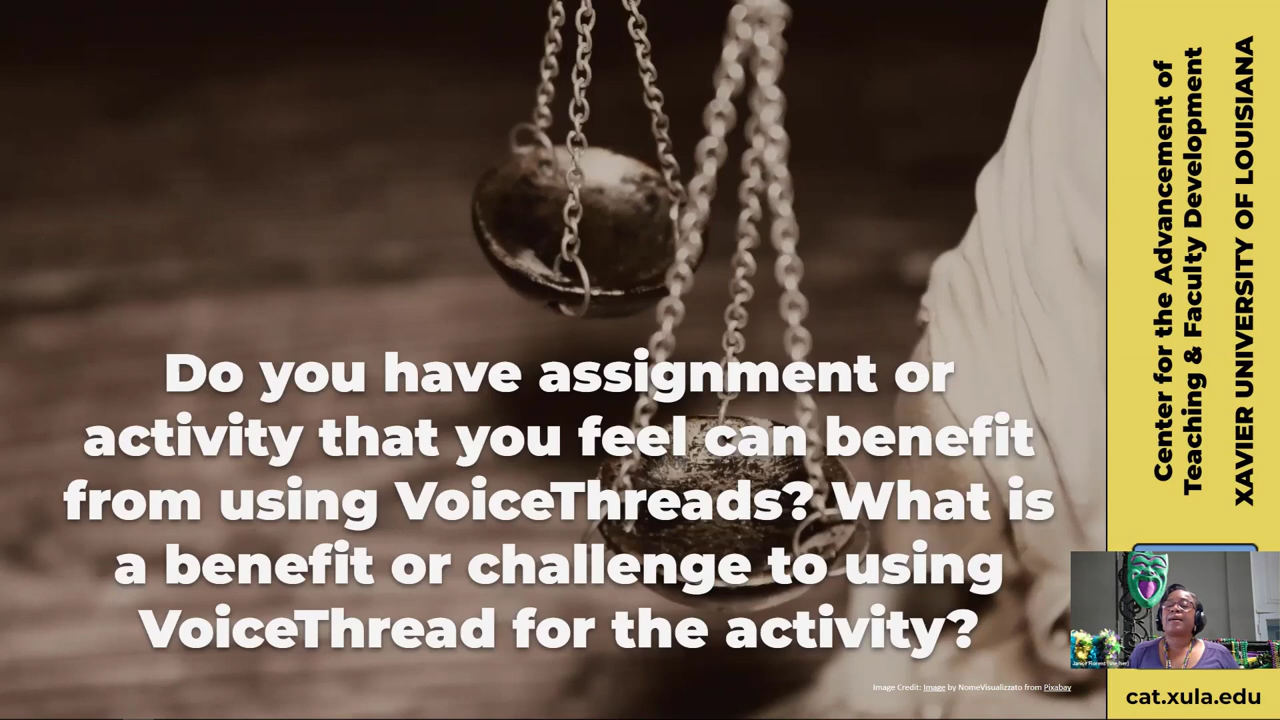 Do you have assignment or
activity that you feel can benefit
from using VoiceThreads? What is
a benefit or challenge to using
VoiceThread for the activity?
Image Credit: Image by NomeVisualizzato from Pixabay
Center for the Advancement of
Teaching & Faculty Development
XAVIER UNIVERSITY OF LOUISIANA
cat.xula.edu